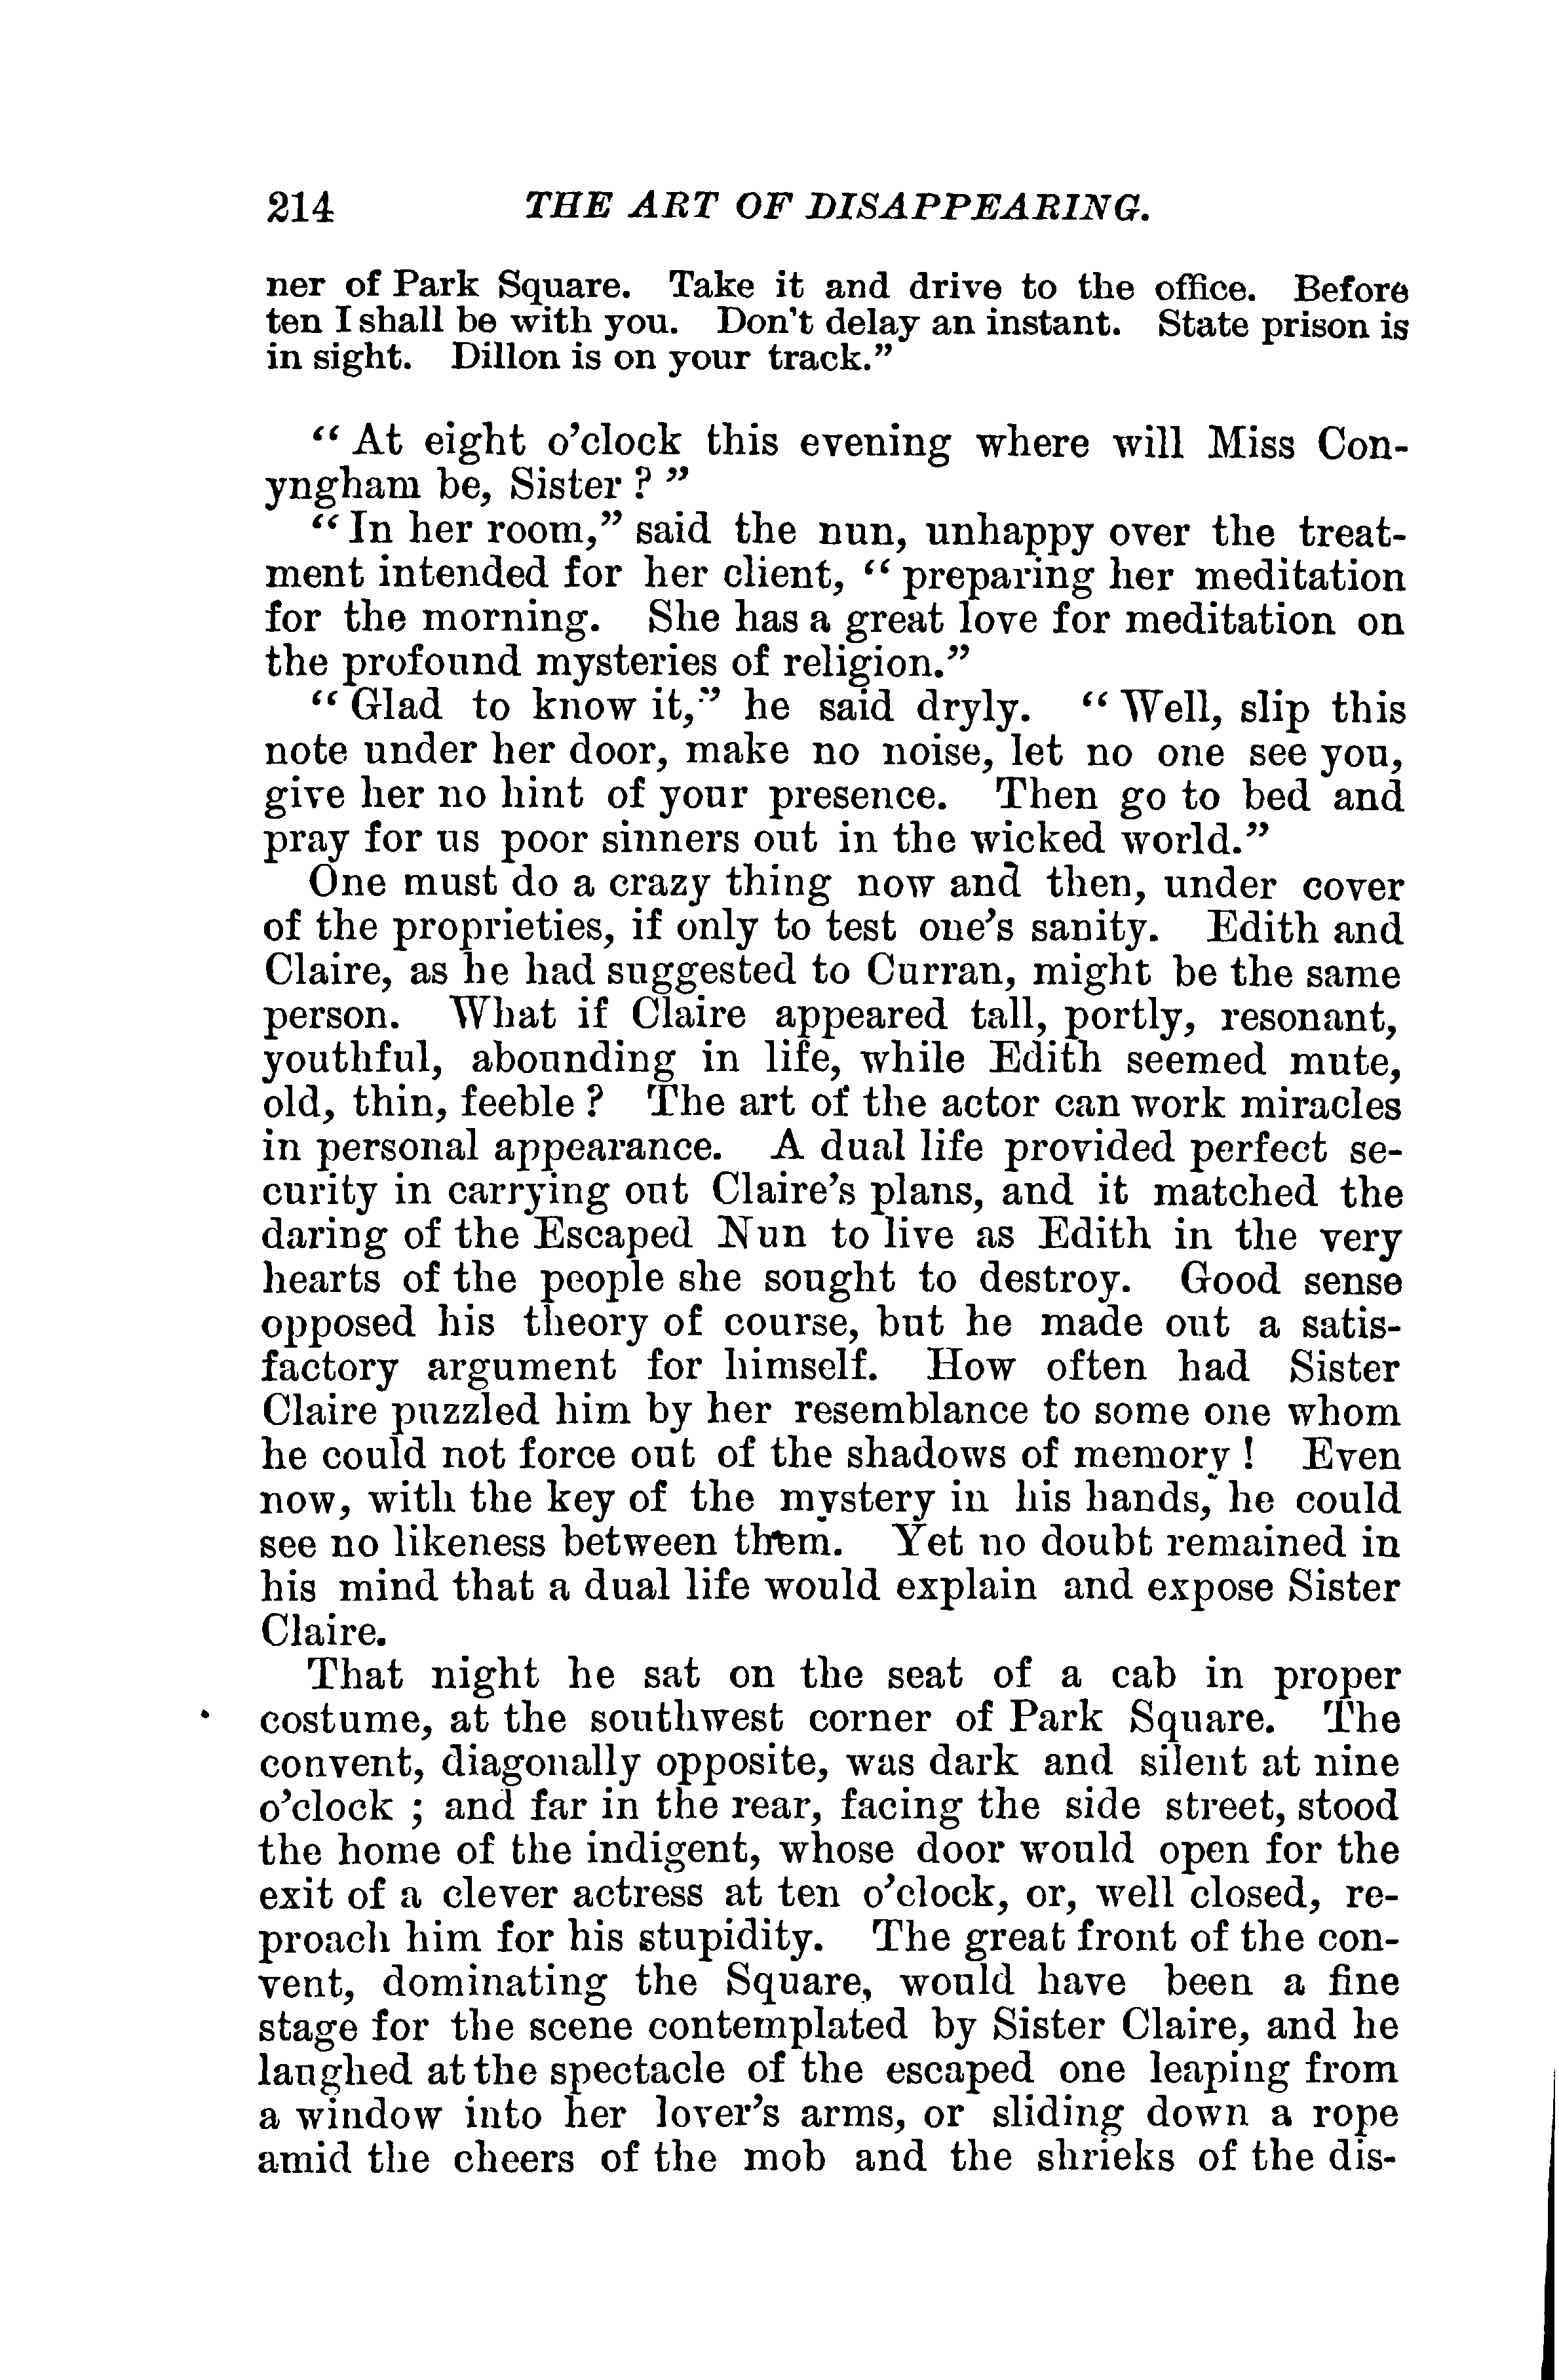 214 THE ART OF DISAPPEARING.
ner of Park Square. Take it and drive to the office. Before
ten I shall be with you. Don't delay an instant. State prison is
in sight. Dillon is on your track.”
“ At eight o'clock this evening where will Miss Con-
yngham be, Sister ? ”
“ In her room,” said the nun, unhappy over the treat-
ment intended for her client, “ preparing her meditation
for the morning. She has a great love for meditation on
the profound mysteries of religion.”
“ Glad to know it,” he said dryly. “ Well, slip this
note under her door, make no noise, let no one see you,
give her no hint of your presence. Then go to bed and
pray for us poor sinners out in the wicked world.”
One must do a crazy thing now and then, under cover
of the proprieties, if only to test one's sanity. Edith and
Claire, as he had suggested to Curran, might be the same
person. What if Claire appeared tall, portly, resonant,
youthful, abounding in life, while Edith seemed mute,
old, thin, feeble ? The art of the actor can work miracles
in personal appearance. A dual life provided perfect se-
curity in carrying out Claire's plans, and it matched the
daring of the Escaped Nun to live as Edith in the very
hearts of the people she sought to destroy. Good sense
opposed his theory of course, but he made out a satis-
factory argument for himself. How often had Sister
Claire puzzled him by her resemblance to some one whom
he could not force out of the shadows of memory ! Even
now, with the key of the mystery in his hands, he could
see no likeness between them. Yet no doubt remained in
his mind that a dual life would explain and expose Sister
Claire.
That night he sat on the seat of a cab in proper
costume, at the southwest corner of Park Square. The
convent, diagonally opposite, was dark and silent at nine
o'clock ; and far in the rear, facing the side street, stood
the home of the indigent, whose door would open for the
exit of a clever actress at ten o'clock, or, well closed, re-
proach him for his stupidity. The great front of the con-
vent, dominating the Square, would have been a fine
stage for the scene contemplated by Sister Claire, and he
laughed at the spectacle of the escaped one leaping from
a window into her lover's arms, or sliding down a rope
amid the cheers of the mob and the shrieks of the dis-